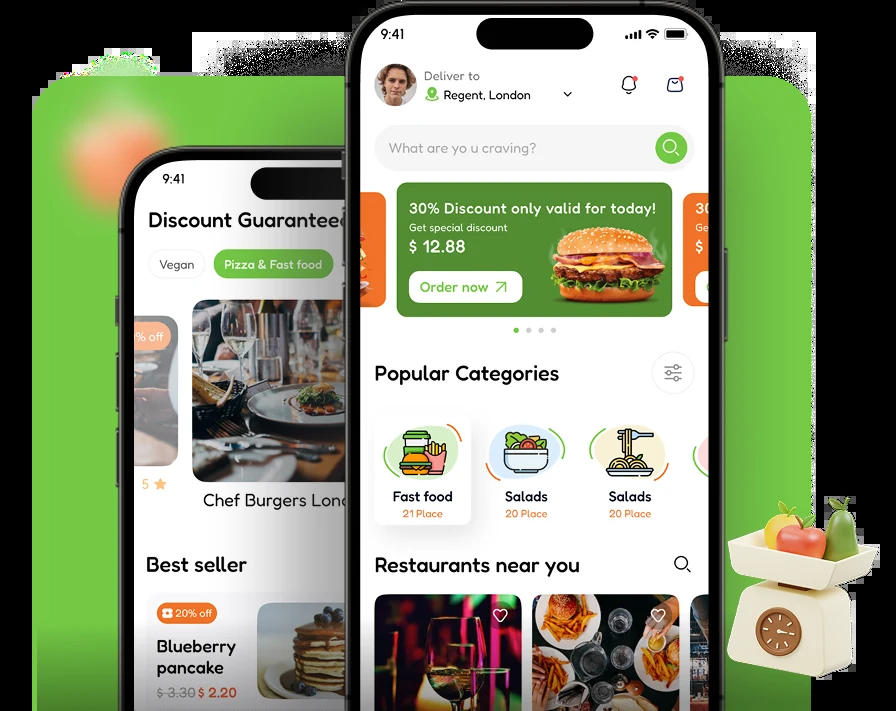 9:41
Discount Guarantee
Vegan
Pizza & Fast food
% off
5
Chef Burgers Lon
Best seller
20% off
Blueberry
pancake
$ 3.30 $ 2.20
9:41
Deliver to
Regent, London
What are yo u craving?
30% Discount only valid for today!
Get special discount
$ 12.88
Order now
30
Ge
$
Popular Categories
Fast food
21 Place
Salads
20 Place
Salads
20 Place
Restaurants near you